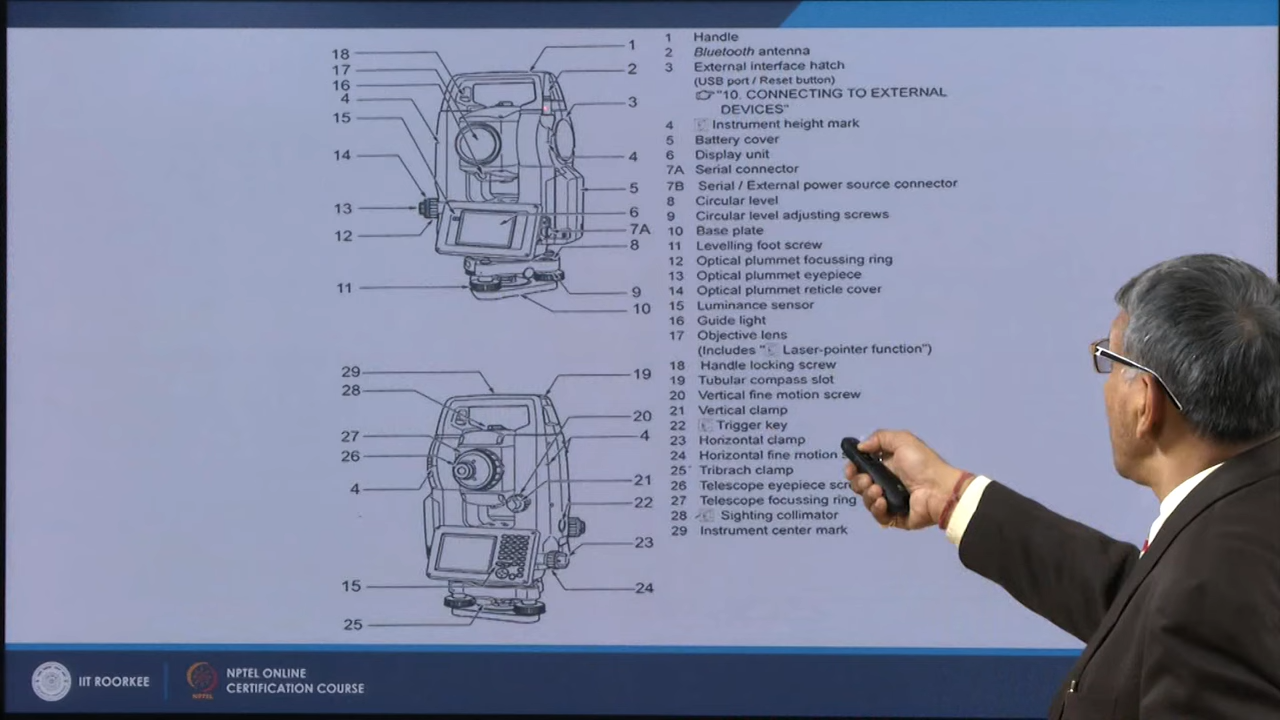 18
17
16
4
15
14
13
12
11
1
2
3
4
5
6
7A
8
9
10
29
28
27
26
4
15
25
19
20
4
21
22
23
24
1 Handle
2 Bluetooth antenna
3 External interface hatch
(USB port / Reset button)
"10. CONNECTING TO EXTERNAL
DEVICES"
4 Instrument height mark
5 Battery cover
6 Display unit
7A Serial connector
7B Serial / External power source connector
8 Circular level
9 Circular level adjusting screws
10 Base plate
11 Levelling foot screw
12 Optical plummet focussing ring
13 Optical plummet eyepiece
14 Optical plummet reticle cover
15 Luminance sensor
16 Guide light
17 Objective lens
(Includes " Laser-pointer function")
18 Handle locking screw
19 Tubular compass slot
20 Vertical fine motion screw
21 Vertical clamp
22 Trigger key
23 Horizontal clamp
24 Horizontal fine motion
25 Tribrach clamp
26 Telescope eyepiece
27 Telescope focussing ring
28 Sighting collimator
29 Instrument center mark
IIT ROORKEE
NPTEL ONLINE
CERTIFICATION COURSE